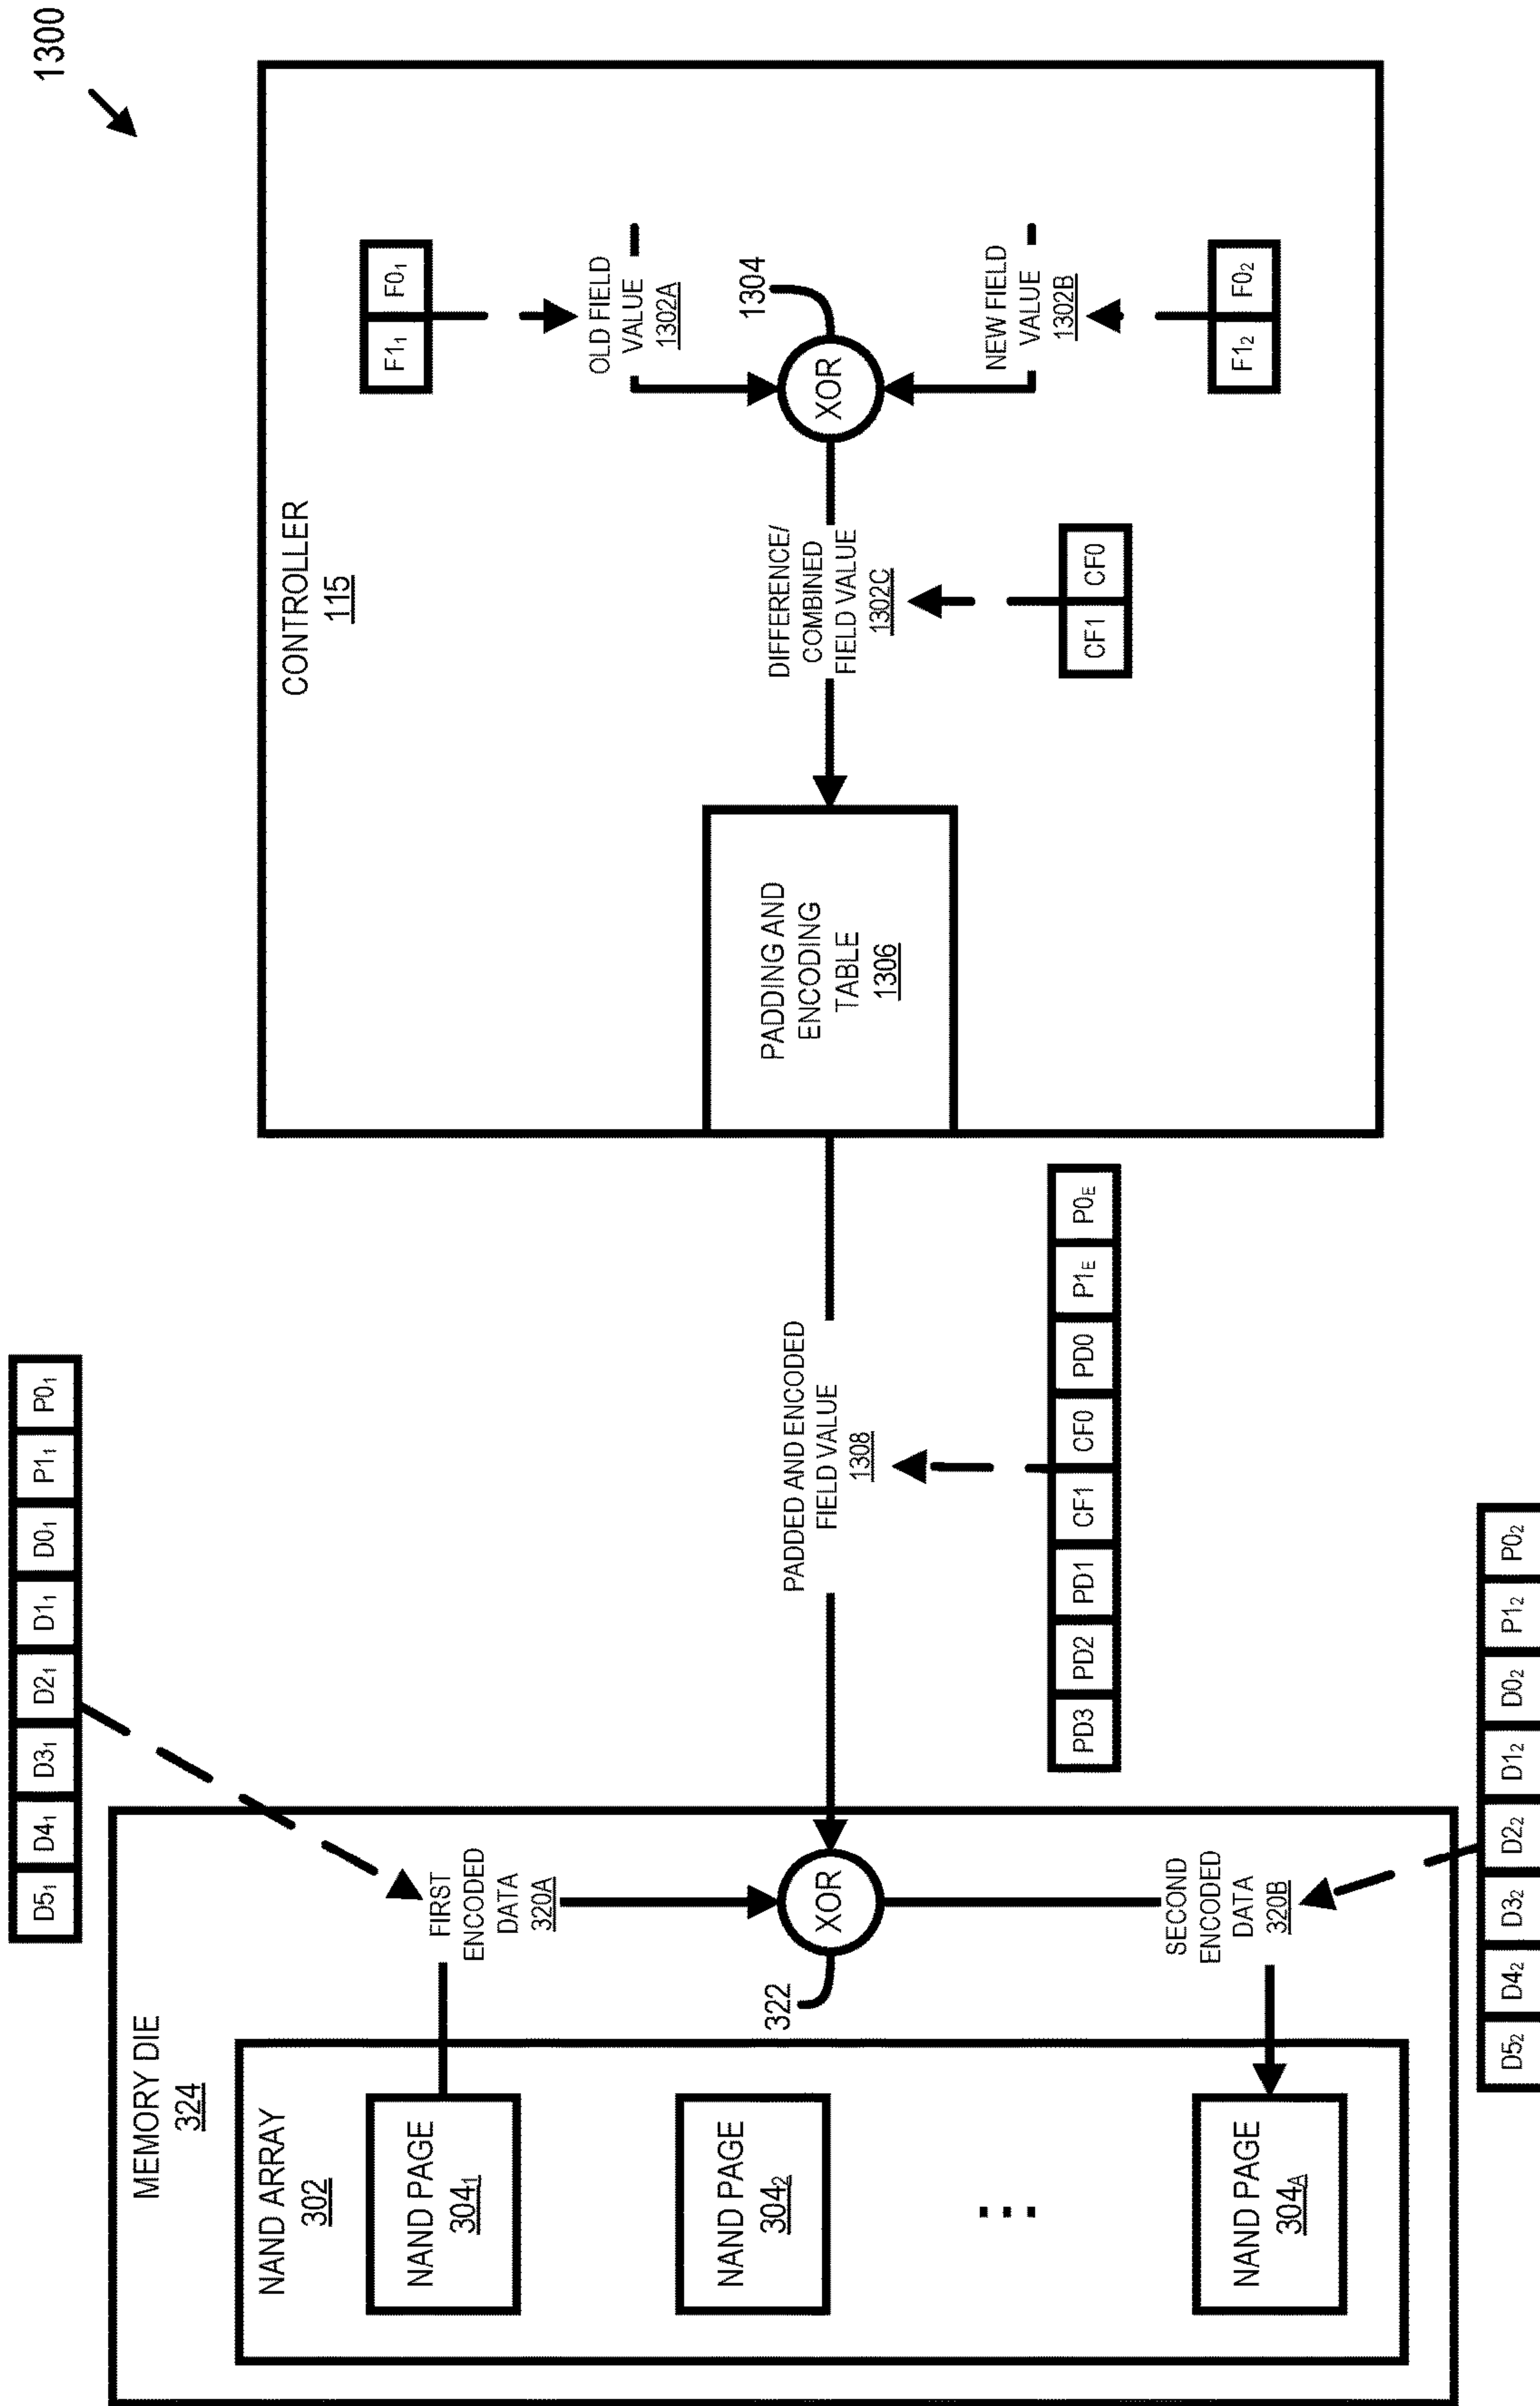 1300
MEMORY DIE
324
NAND ARRAY
302
NAND PAGE
304₁
NAND PAGE
304₂
⋮
NAND PAGE
304A
D5₁ D4₁ D3₁ D2₁ D1₁ D0₁ P1₁ P0₁
FIRST
ENCODED
DATA
320A
XOR
322
SECOND
ENCODED
DATA
320B
D5₂ D4₂ D3₂ D2₂ D1₂ D0₂ P1₂ P0₂
PADDED AND ENCODED
FIELD VALUE
1308
PD3 PD2 PD1 CF1 CF0 PD0 P1E P0E
CONTROLLER
115
PADDING AND
ENCODING
TABLE
1306
DIFFERENCE/
COMBINED
FIELD VALUE
1302C
CF1 CF0
F1₁ F0₁
OLD FIELD
VALUE
1302A
XOR
1304
NEW FIELD
VALUE
1302B
F1₂ F0₂